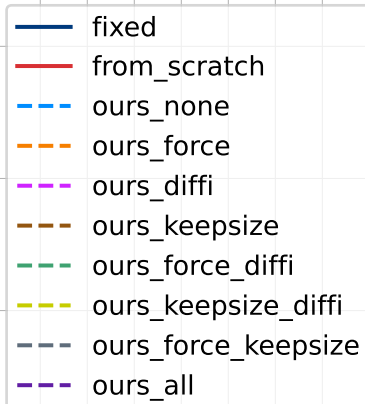 fixed
from_scratch
ours_none
ours_force
ours_diffi
ours_keepsize
ours_force_diffi
ours_keepsize_diffi
ours_force_keepsize
ours_all